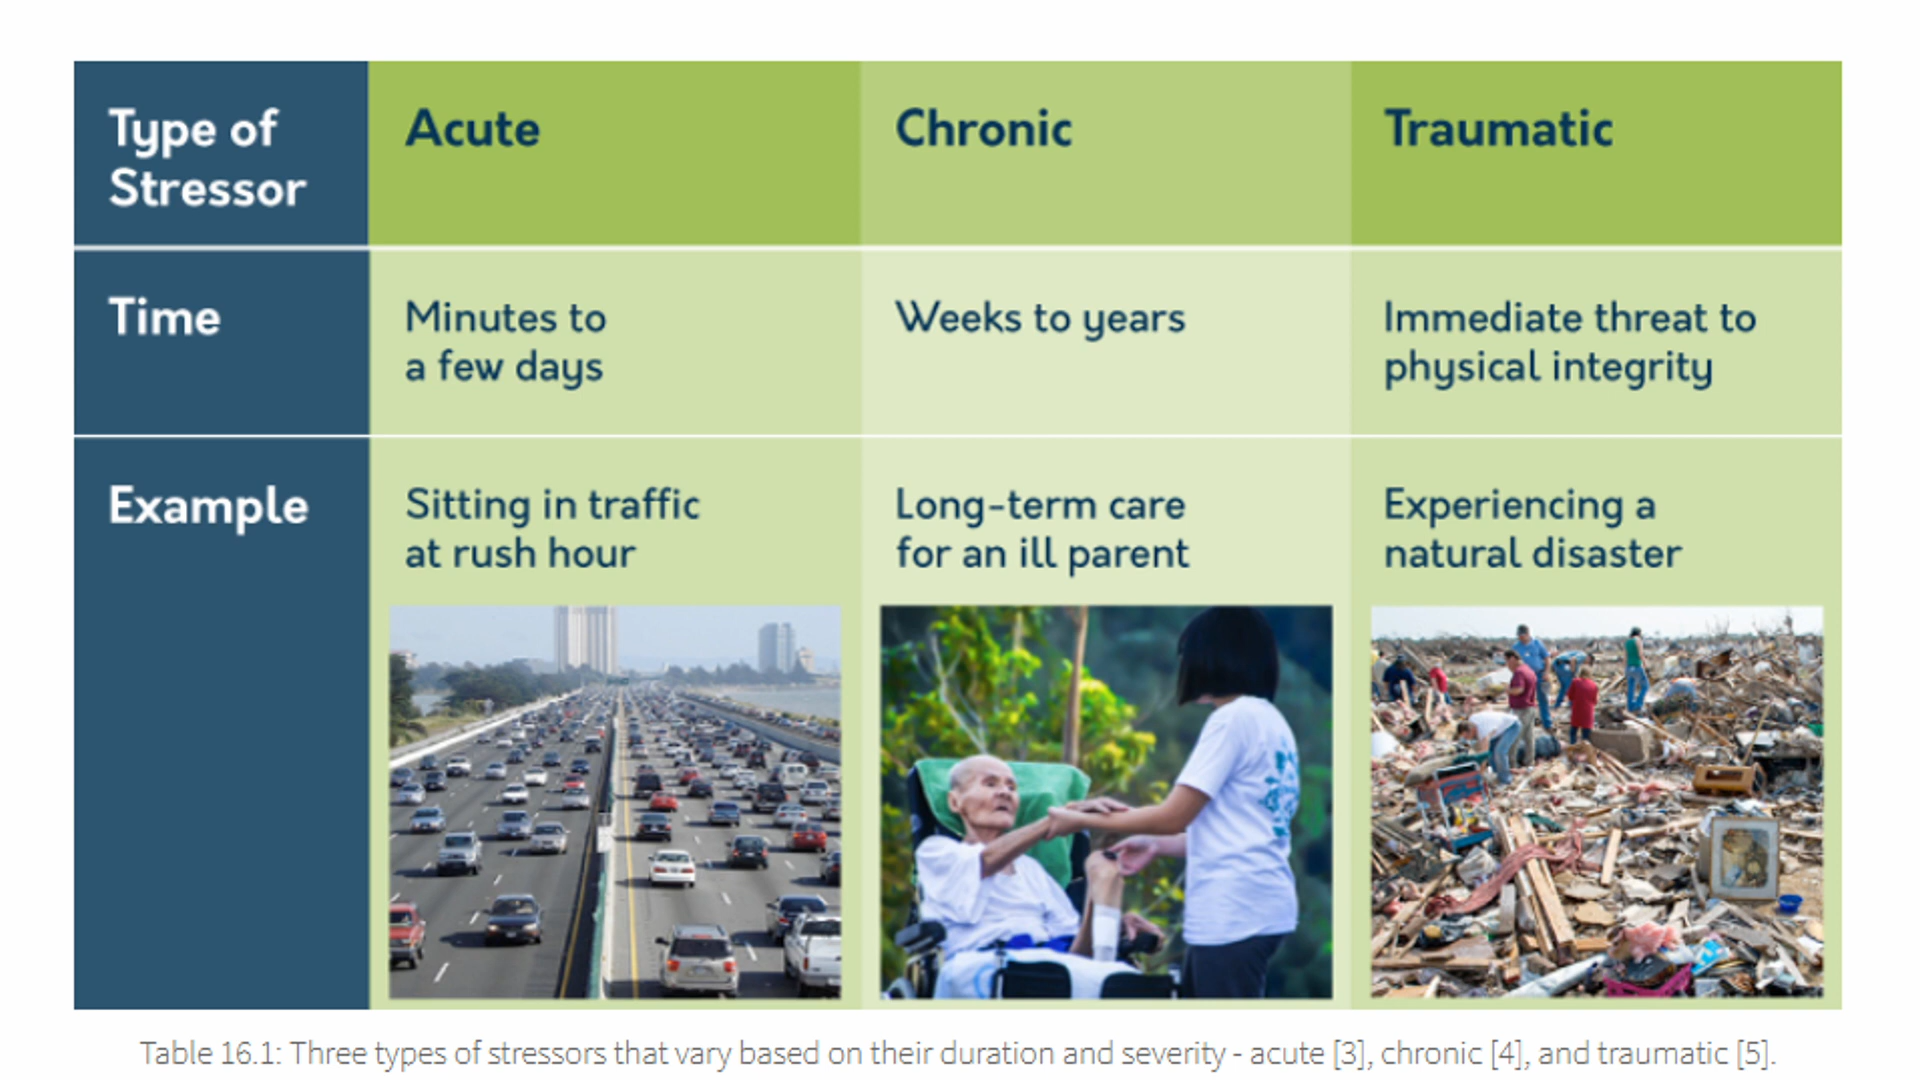 Type of
Stressor
Acute
Chronic
Traumatic
Time
Minutes to
a few days
Weeks to years
Immediate threat to
physical integrity
Example
Sitting in traffic
at rush hour
Long-term care
for an ill parent
Experiencing a
natural disaster
Table 16.1: Three types of stressors that vary based on their duration and severity - acute [3], chronic [4], and traumatic [5].